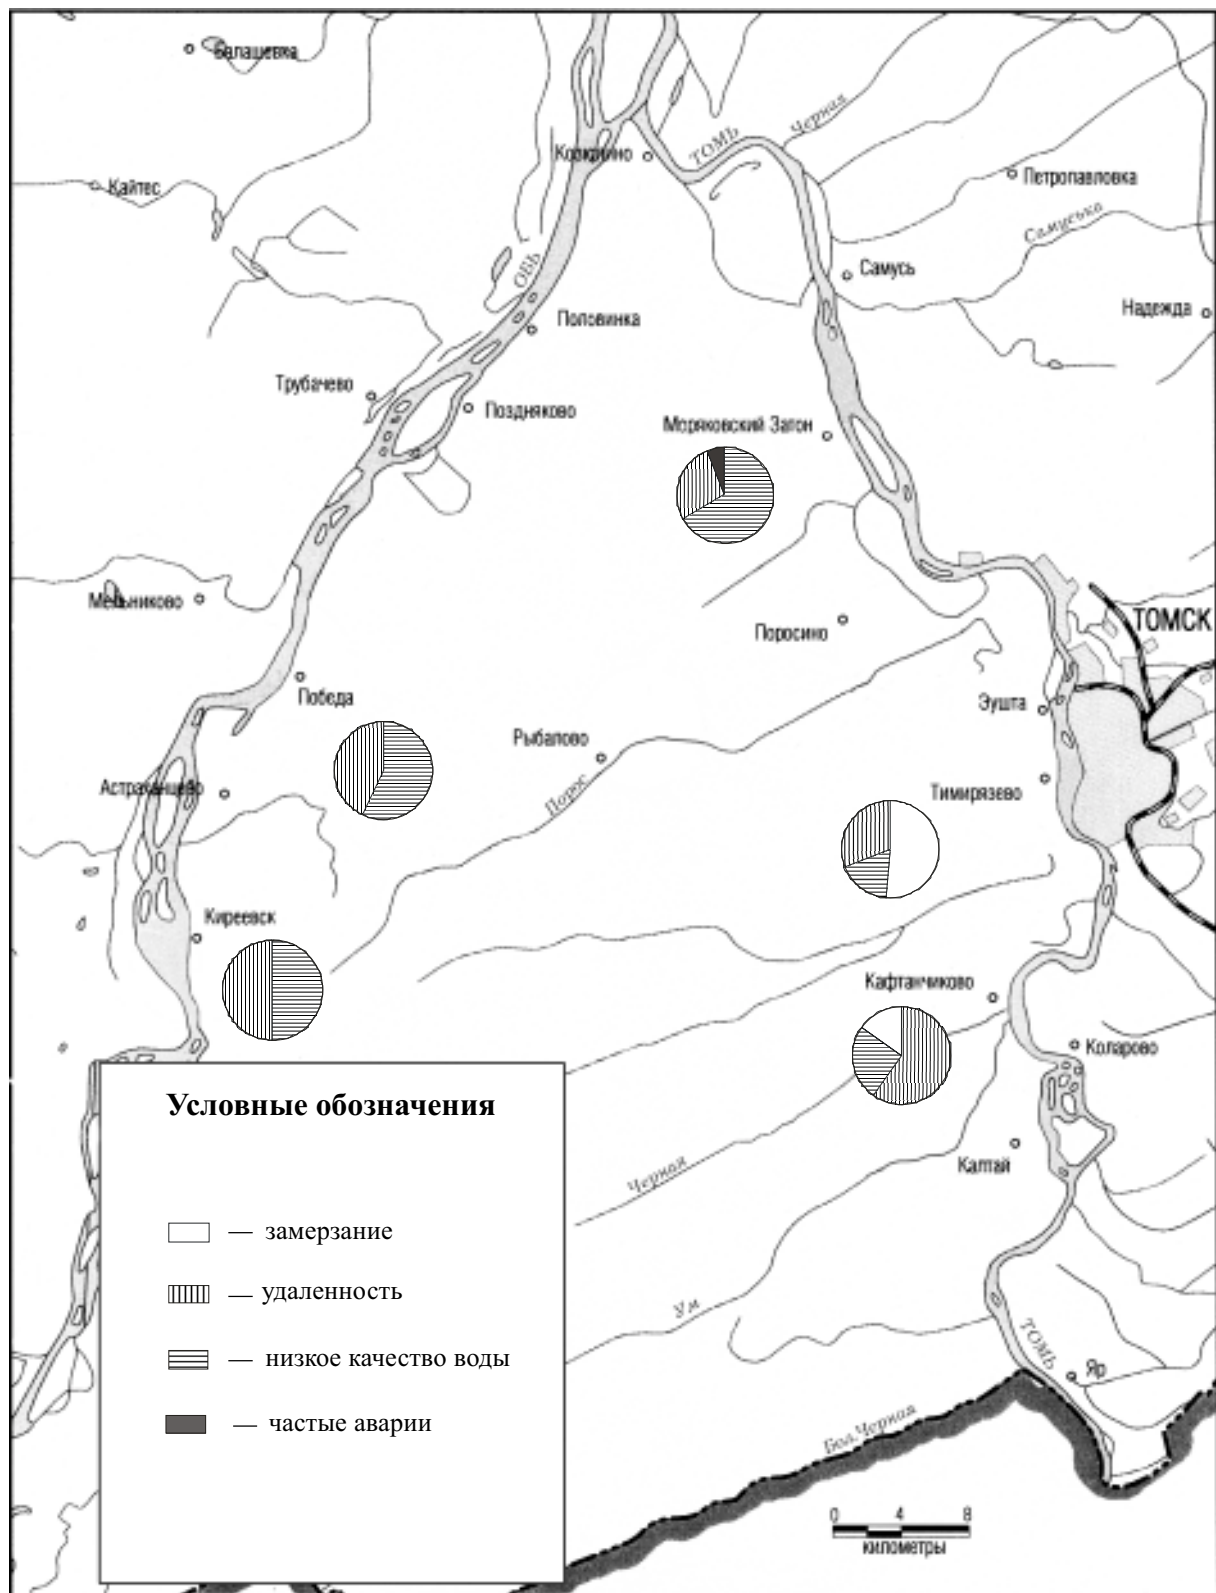 Балашевка
Черная
ТОМЬ
Козюлино
Кайтес
Петропавловка
Самуська
ОБЬ
Самусь
Надежда
Половинка
Трубачево
Поздняково
Моряковский Затон
Мельниково
Поросино
ТОМСК
Победа
Эушта
Рыбалово
Порос
Астраханцево
Тимирязево
Киреевск
Кафтанчиково
Коларово
Черная
Калтай
Ум
ТОМЬ
Яр
Бол.Черная
Условные обозначения
— замерзание
— удаленность
— низкое качество воды
— частые аварии
0 4 8
километры